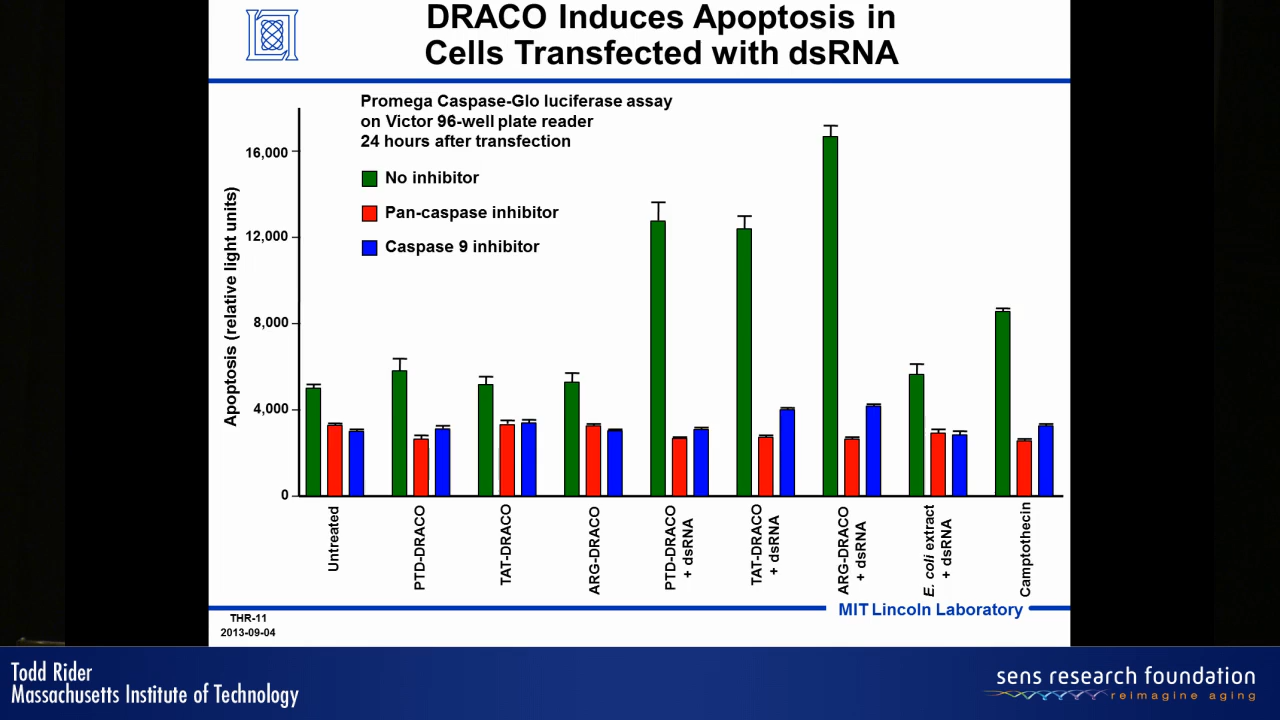 DRACO Induces Apoptosis in
Cells Transfected with dsRNA
Promega Caspase-Glo luciferase assay
on Victor 96-well plate reader
24 hours after transfection
No inhibitor
Pan-caspase inhibitor
Caspase 9 inhibitor
Apoptosis (relative light units)
16,000
12,000
8,000
4,000
0
Untreated
PTD-DRACO
TAT-DRACO
ARG-DRACO
PTD-DRACO
+ dsRNA
TAT-DRACO
+ dsRNA
ARG-DRACO
+ dsRNA
E. coli extract
+ dsRNA
Camptothecin
MIT Lincoln Laboratory
THR-11
2013-09-04
Todd Rider
Massachusetts Institute of Technology
sens research foundation
reimagine aging